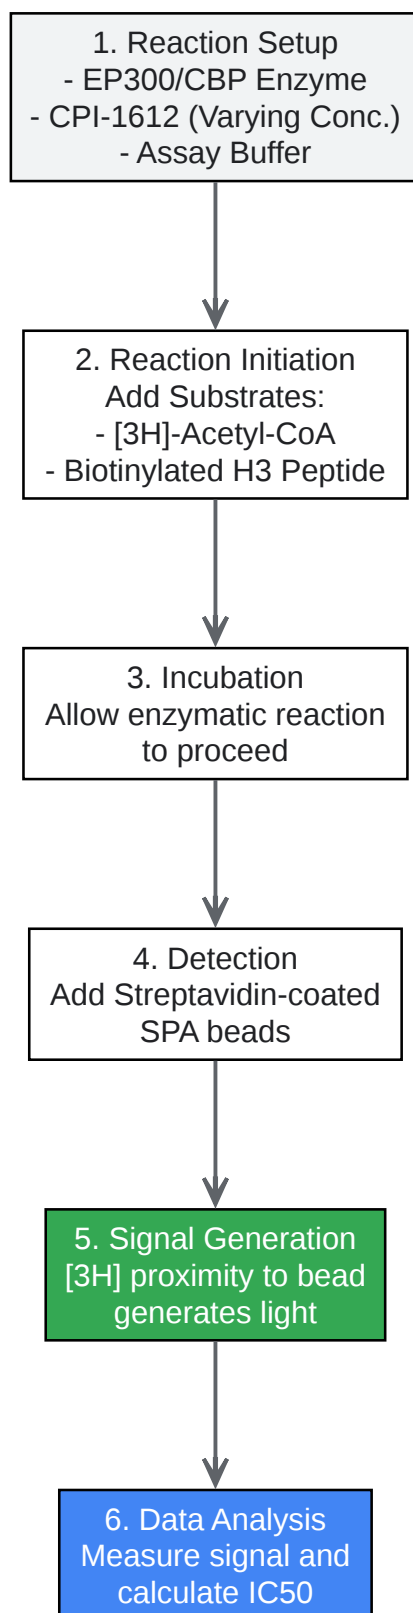 1. Reaction Setup
- EP300/CBP Enzyme
- CPI-1612 (Varying Conc.)
- Assay Buffer
2. Reaction Initiation
Add Substrates:
- [3H]-Acetyl-CoA
- Biotinylated H3 Peptide
3. Incubation
Allow enzymatic reaction
to proceed
4. Detection
Add Streptavidin-coated
SPA beads
5. Signal Generation
[3H] proximity to bead
generates light
6. Data Analysis
Measure signal and
calculate IC50